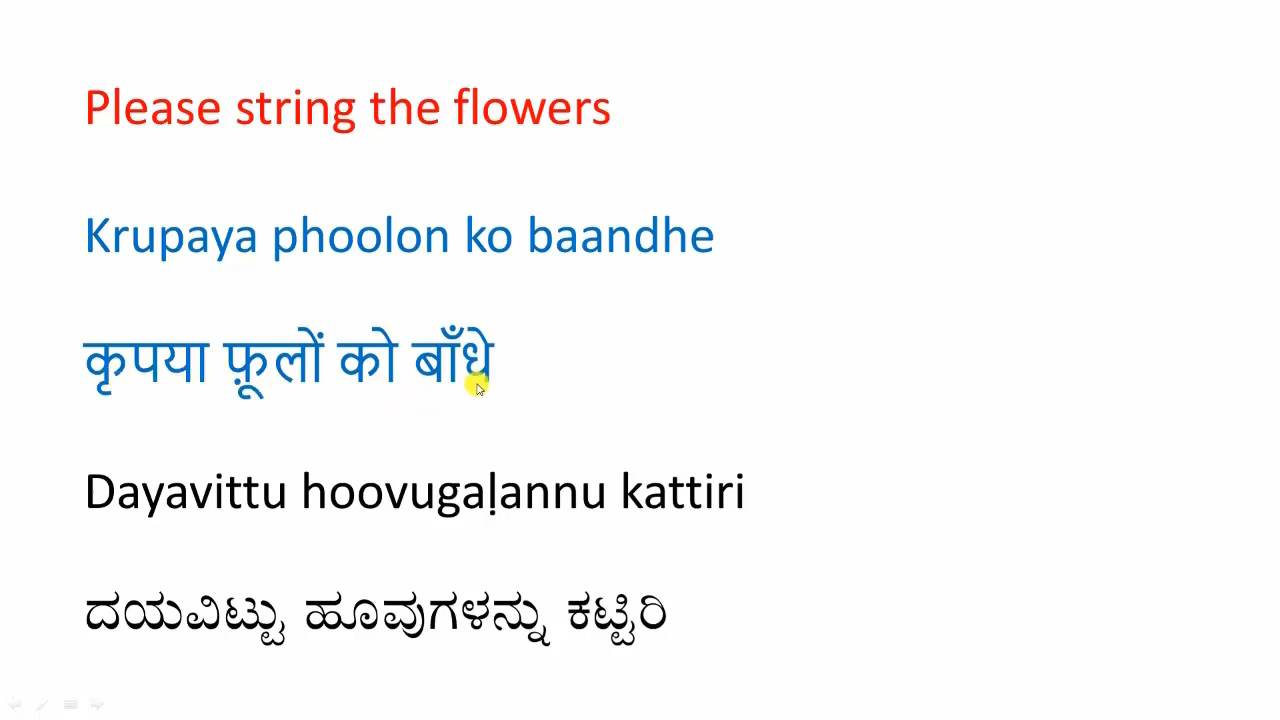 Please string the flowers
Krupaya phoolon ko baandhe
कृपया फ़ूलों को बाँधे
Dayavittu hoovugaḷannu kattiri
ದಯವಿಟ್ಟು ಹೂವುಗಳನ್ನು ಕಟ್ಟಿರಿ